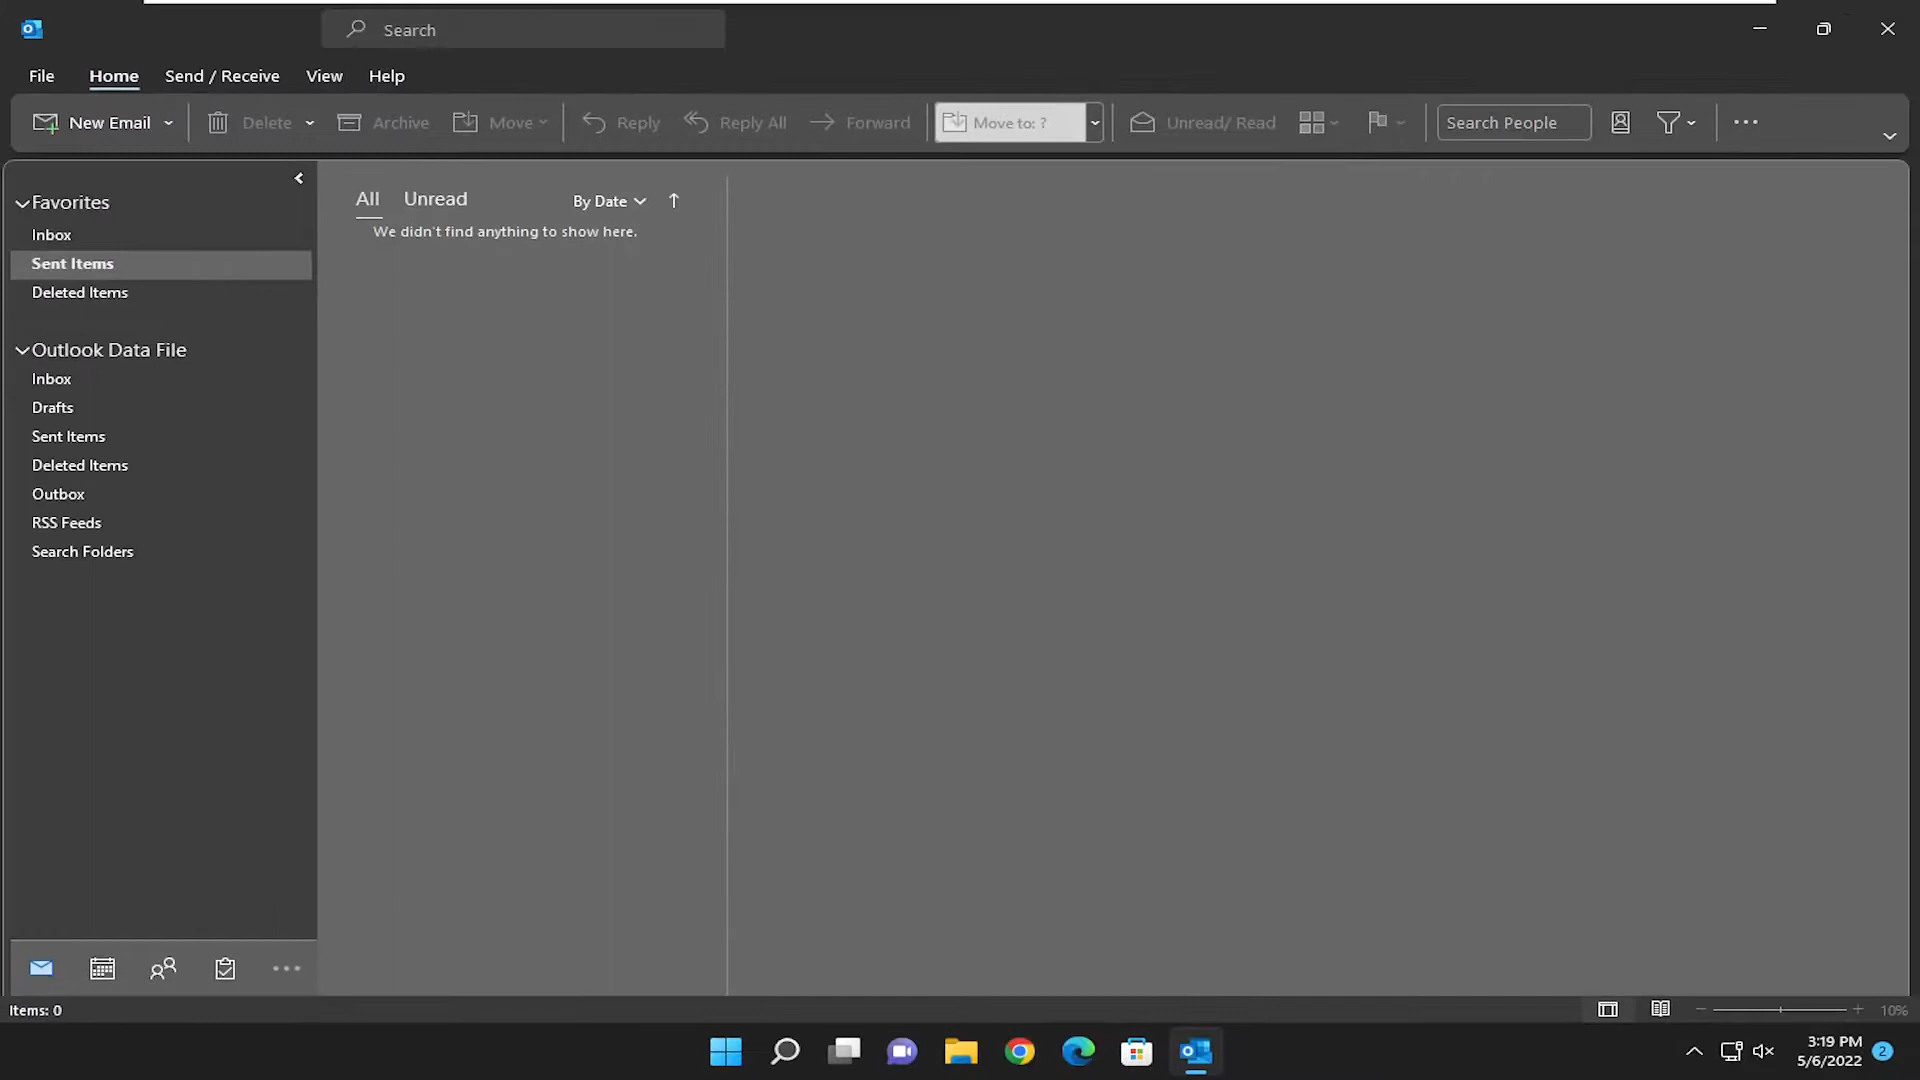 Search
File Home Send / Receive View Help
New Email Delete Archive Move Reply Reply All Forward Move to: ? Unread/ Read Search People
Favorites
Inbox
Sent Items
Deleted Items
Outlook Data File
Inbox
Drafts
Sent Items
Deleted Items
Outbox
RSS Feeds
Search Folders
All Unread By Date
We didn't find anything to show here.
Items: 0
10%
3:19 PM
5/6/2022
2